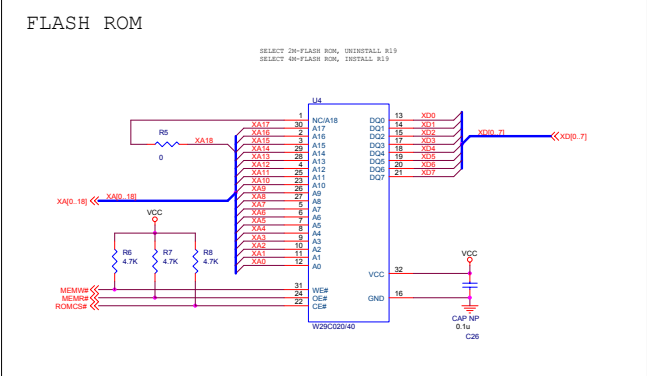 FLASH ROM
SELECT 2M-FLASH ROM, UNINSTALL R19
SELECT 4M-FLASH ROM, INSTALL R19
U4
1 NC/A18 DQ0 13 XD0
XA17 30 A17 DQ1 14 XD1
XA16 2 A16 DQ2 15 XD2
XA15 3 A15 DQ3 17 XD3
XA14 29 A14 DQ4 18 XD4
XA13 28 A13 DQ5 19 XD5
XA12 4 A12 DQ6 20 XD6
XA11 25 A11 DQ7 21 XD7
XA10 23 A10
XA9 26 A9
XA8 27 A8
XA7 5 A7
XA6 6 A6
XA5 7 A5
XA4 8 A4
XA3 9 A3
XA2 10 A2
XA1 11 A1
XA0 12 A0
R5
XA18
0
XD[0..7] XD[0..7]
XA[0..18] XA[0..18]
VCC
R6 R7 R8
4.7K 4.7K 4.7K
MEMW# 31 WE#
MEMR# 24 OE#
ROMCS# 22 CE#
VCC 32
GND 16
VCC
W29C020/40
CAP NP
0.1u
C26